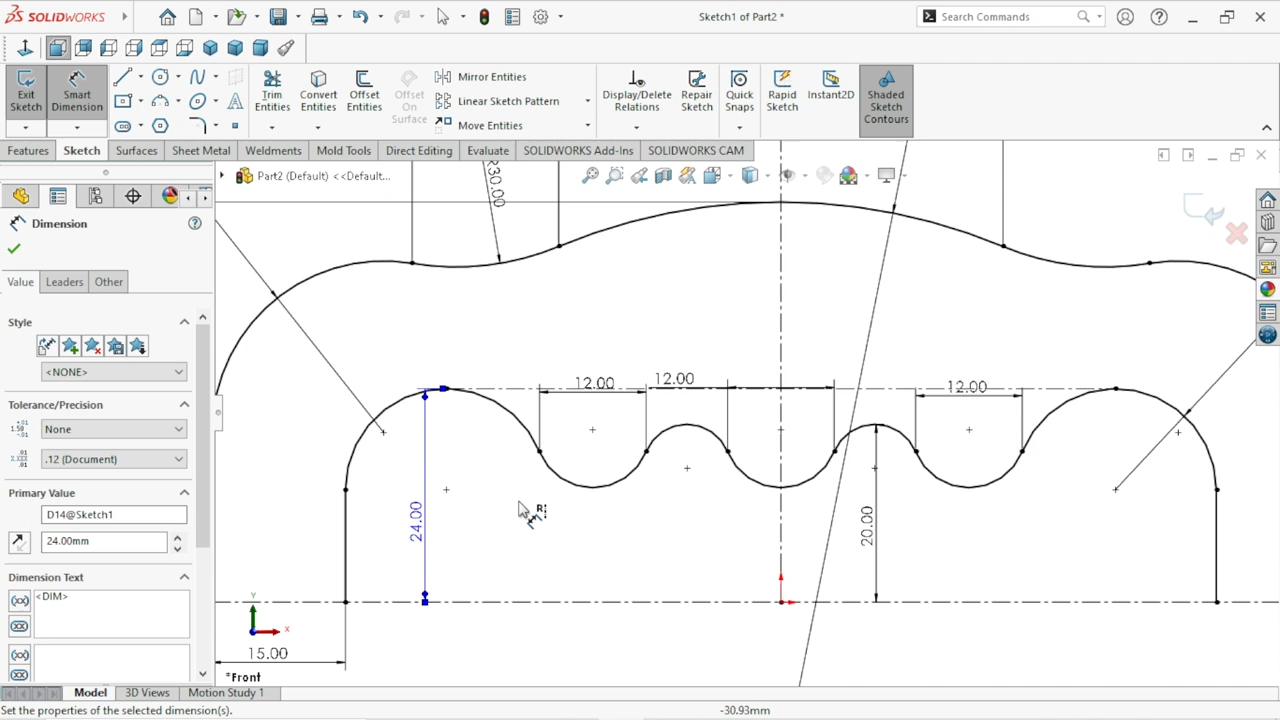 SOLIDWORKS
Sketch1 of Part2 *
Search Commands
Exit Sketch
Smart Dimension
Trim Entities
Convert Entities
Offset Entities
Offset On Surface
Mirror Entities
Linear Sketch Pattern
Move Entities
Display/Delete Relations
Repair Sketch
Quick Snaps
Rapid Sketch
Instant2D
Shaded Sketch Contours
Features
Sketch
Surfaces
Sheet Metal
Weldments
Mold Tools
Direct Editing
Evaluate
SOLIDWORKS Add-Ins
SOLIDWORKS CAM
Part2 (Default) <<Default...
Dimension
Value
Leaders
Other
Style
<NONE>
Tolerance/Precision
None
.12 (Document)
Primary Value
D14@Sketch1
24.00mm
Dimension Text
<DIM>
R30.00
12.00
12.00
12.00
24.00
20.00
15.00
Y
X
*Front
Model
3D Views
Motion Study 1
Set the properties of the selected dimension(s).
-30.93mm